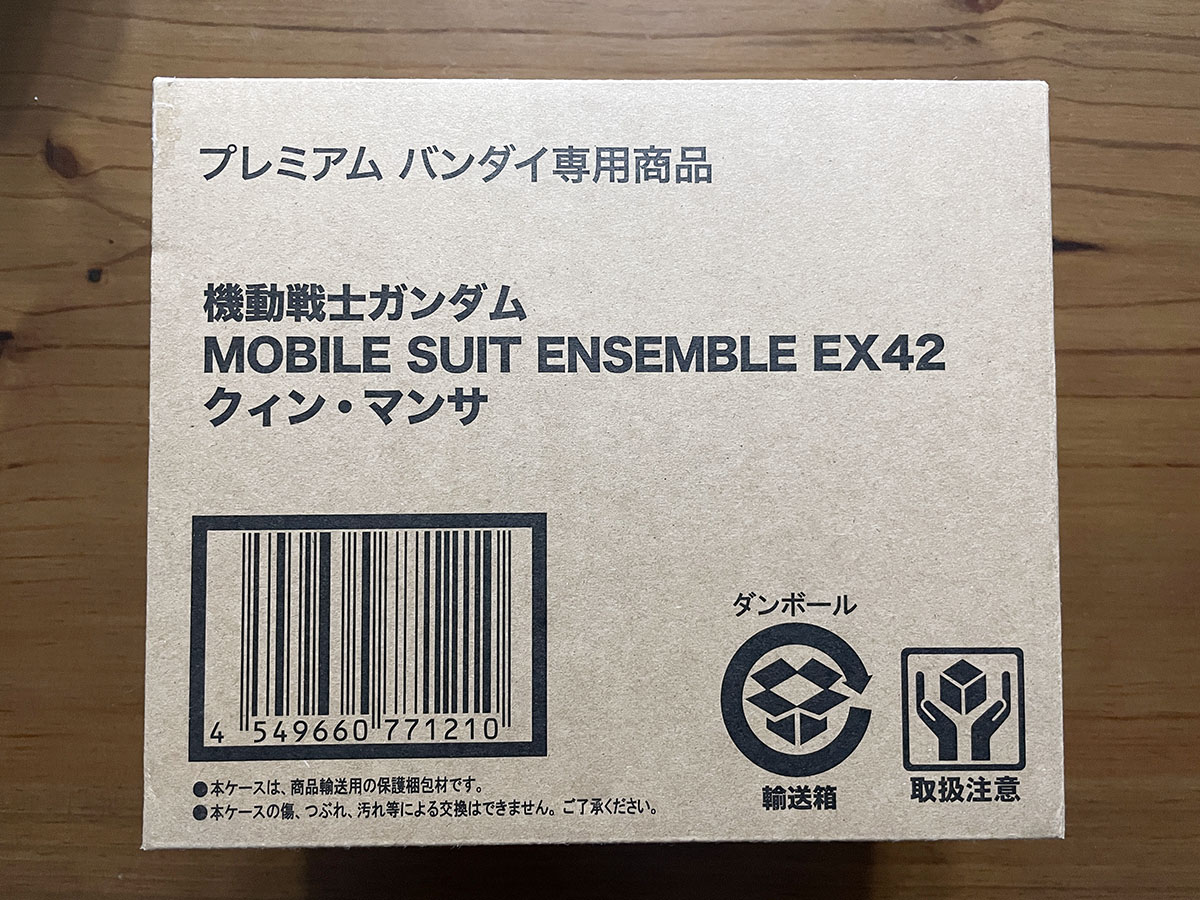 プレミアム バンダイ専用商品
機動戦士ガンダム
MOBILE SUIT ENSEMBLE EX42
クィン・マンサ
4 549660 771210
ダンボール
輸送箱
取扱注意
●本ケースは、商品輸送用の保護梱包材です。
●本ケースの傷、つぶれ、汚れ等による交換はできません。ご了承ください。